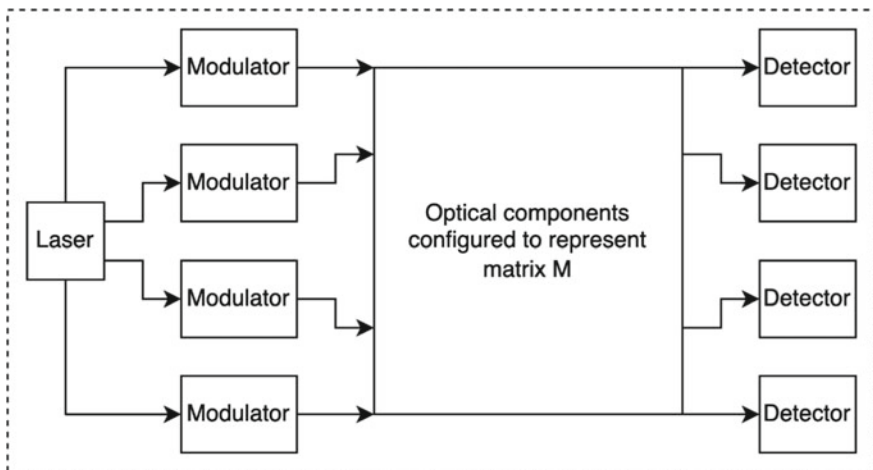 Modulator
Detector
Modulator
Detector
Laser
Optical components
configured to represent
matrix M
Modulator
Detector
Modulator
Detector